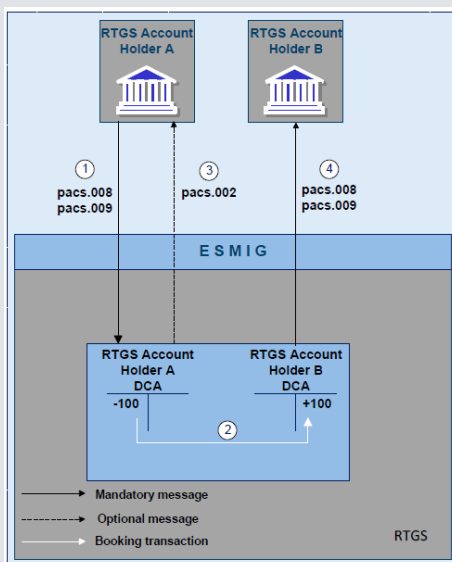 RTGS Account
Holder A
RTGS Account
Holder B
1
pacs.008
pacs.009
3
pacs.002
4
pacs.008
pacs.009
ESMIG
RTGS Account
Holder A
DCA
-100
RTGS Account
Holder B
DCA
+100
2
Mandatory message
Optional message
Booking transaction
RTGS